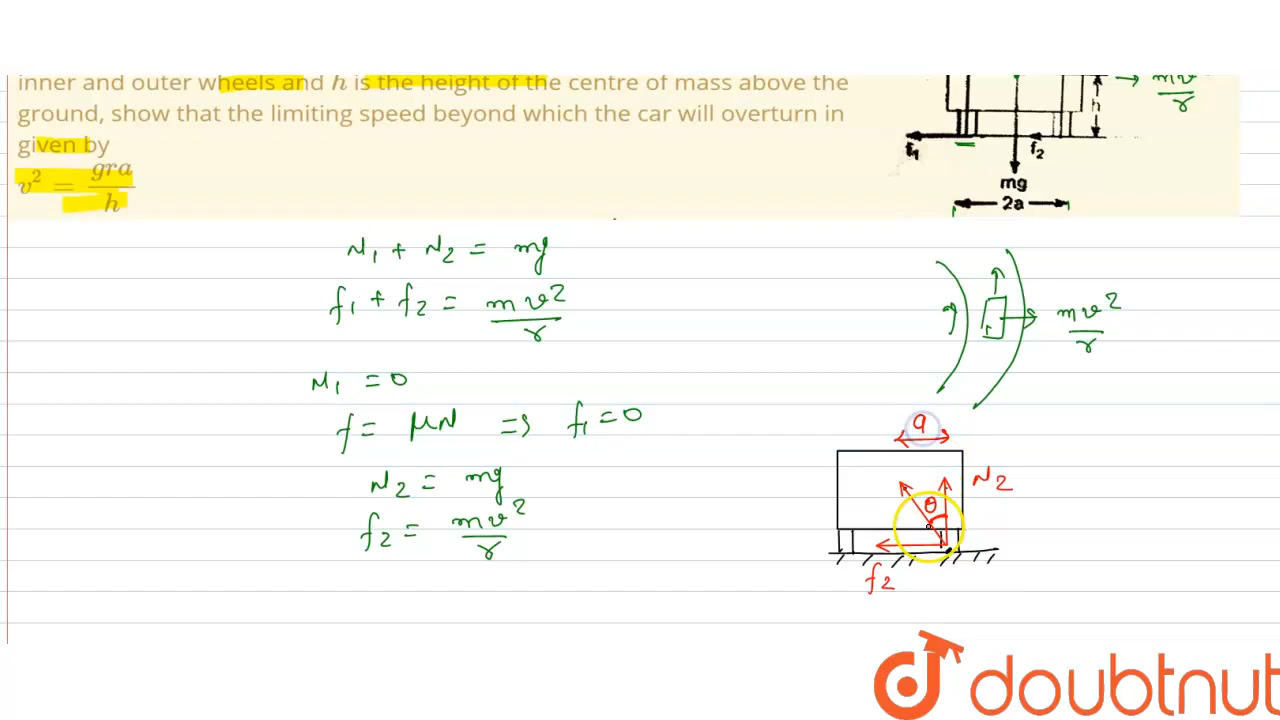 inner and outer wheels and h is the height of the centre of mass above the
ground, show that the limiting speed beyond which the car will overturn in
given by
v² = gra/h
h
mv²/r
f₁
f₂
mg
2a
N₁ + N₂ = mg
f₁ + f₂ = mv²/r
N₁ = 0
f = μN ⇒ f₁ = 0
N₂ = mg
f₂ = mv²/r
mv²/r
a
N₂
θ
f₂
doubtnut